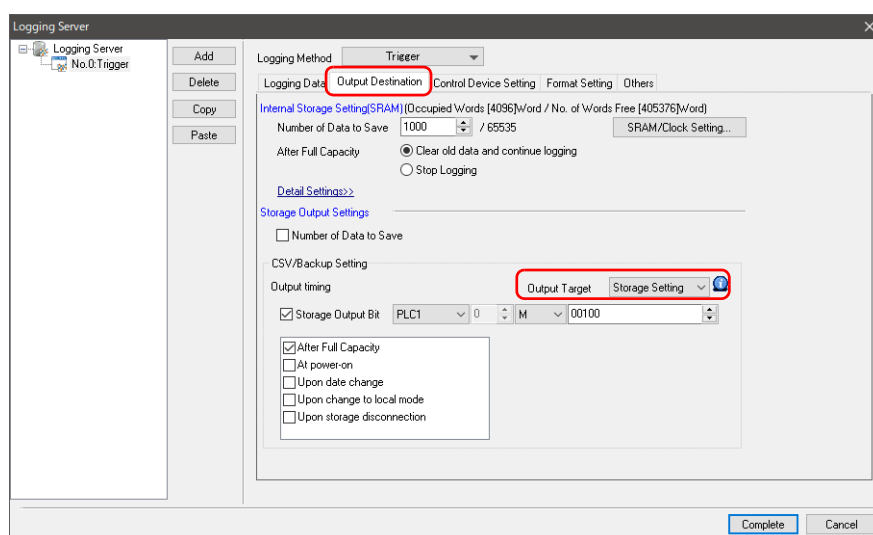 Logging Server
Logging Server
No.0:Trigger
Add
Delete
Copy
Paste
Logging Method Trigger
Logging Data Output Destination Control Device Setting Format Setting Others
Internal Storage Setting(SRAM) (Occupied Words [4096]Word / No. of Words Free [405376]Word)
Number of Data to Save 1000 / 65535 SRAM/Clock Setting...
After Full Capacity Clear old data and continue logging
Stop Logging
Detail Settings>>
Storage Output Settings
Number of Data to Save
CSV/Backup Setting
Output timing Output Target Storage Setting
Storage Output Bit PLC1 0 M 00100
After Full Capacity
At power-on
Upon date change
Upon change to local mode
Upon storage disconnection
Complete Cancel